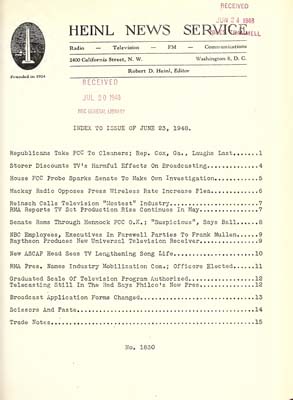 RECEIVED
JUN 24 1948
HEINL NEWS SERVICE
Radio — Television — FM — Communications
2400 California Street, N. W. Washington 8, D. C.
Robert D. Heinl, Editor
Founded in 1924
RECEIVED
JUL 20 1948
NBC GENERAL LIBRARY
INDEX TO ISSUE OF JUNE 23, 1948.
Republicans Take FCC To Cleaners; Rep. Cox, Ga., Laughs Last.......1
Storer Discounts TV's Harmful Effects On Broadcasting..............4
House FCC Probe Sparks Senate To Make Own Investigation............5
Mackay Radio Opposes Press Wireless Rate Increase Plea.............6
Reinsch Calls Television "Hottest" Industry........................7
RMA Reports TV Set Production Rise Continues In May................7
Senate Hems Through Hennock FCC O.K.; "Suspicious", Says Ball......8
NBC Employees, Executives In Farewell Parties To Frank Mullen......9
Raytheon Produces New Universal Television Receiver................9
New ASCAP Head Sees TV Lengthening Song Life......................10
RMA Pres. Names Industry Mobilization Com.; Officers Elected......11
Graduated Scale Of Television Program Authorized..................12
Telecasting Still In The Red Says Philco's New Pres...............12
Broadcast Application Forms Changed...............................13
Scissors And Paste................................................14
Trade Notes.......................................................15
No. 1830